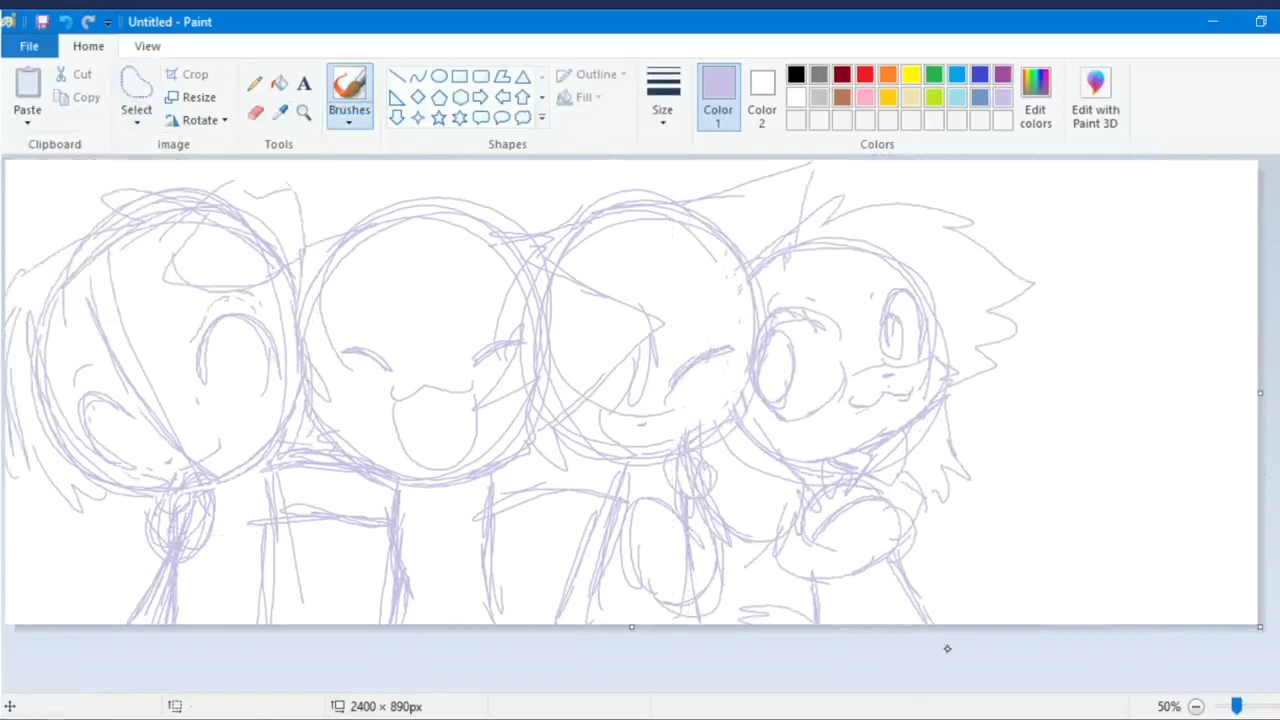 Untitled - Paint
File Home View
Cut
Copy
Paste
Clipboard
Crop
Resize
Rotate
Select
Image
A
Tools
Brushes
Outline
Fill
Shapes
Size
Color 1
Color 2
Edit colors
Colors
Edit with Paint 3D
2400 × 890px
50%